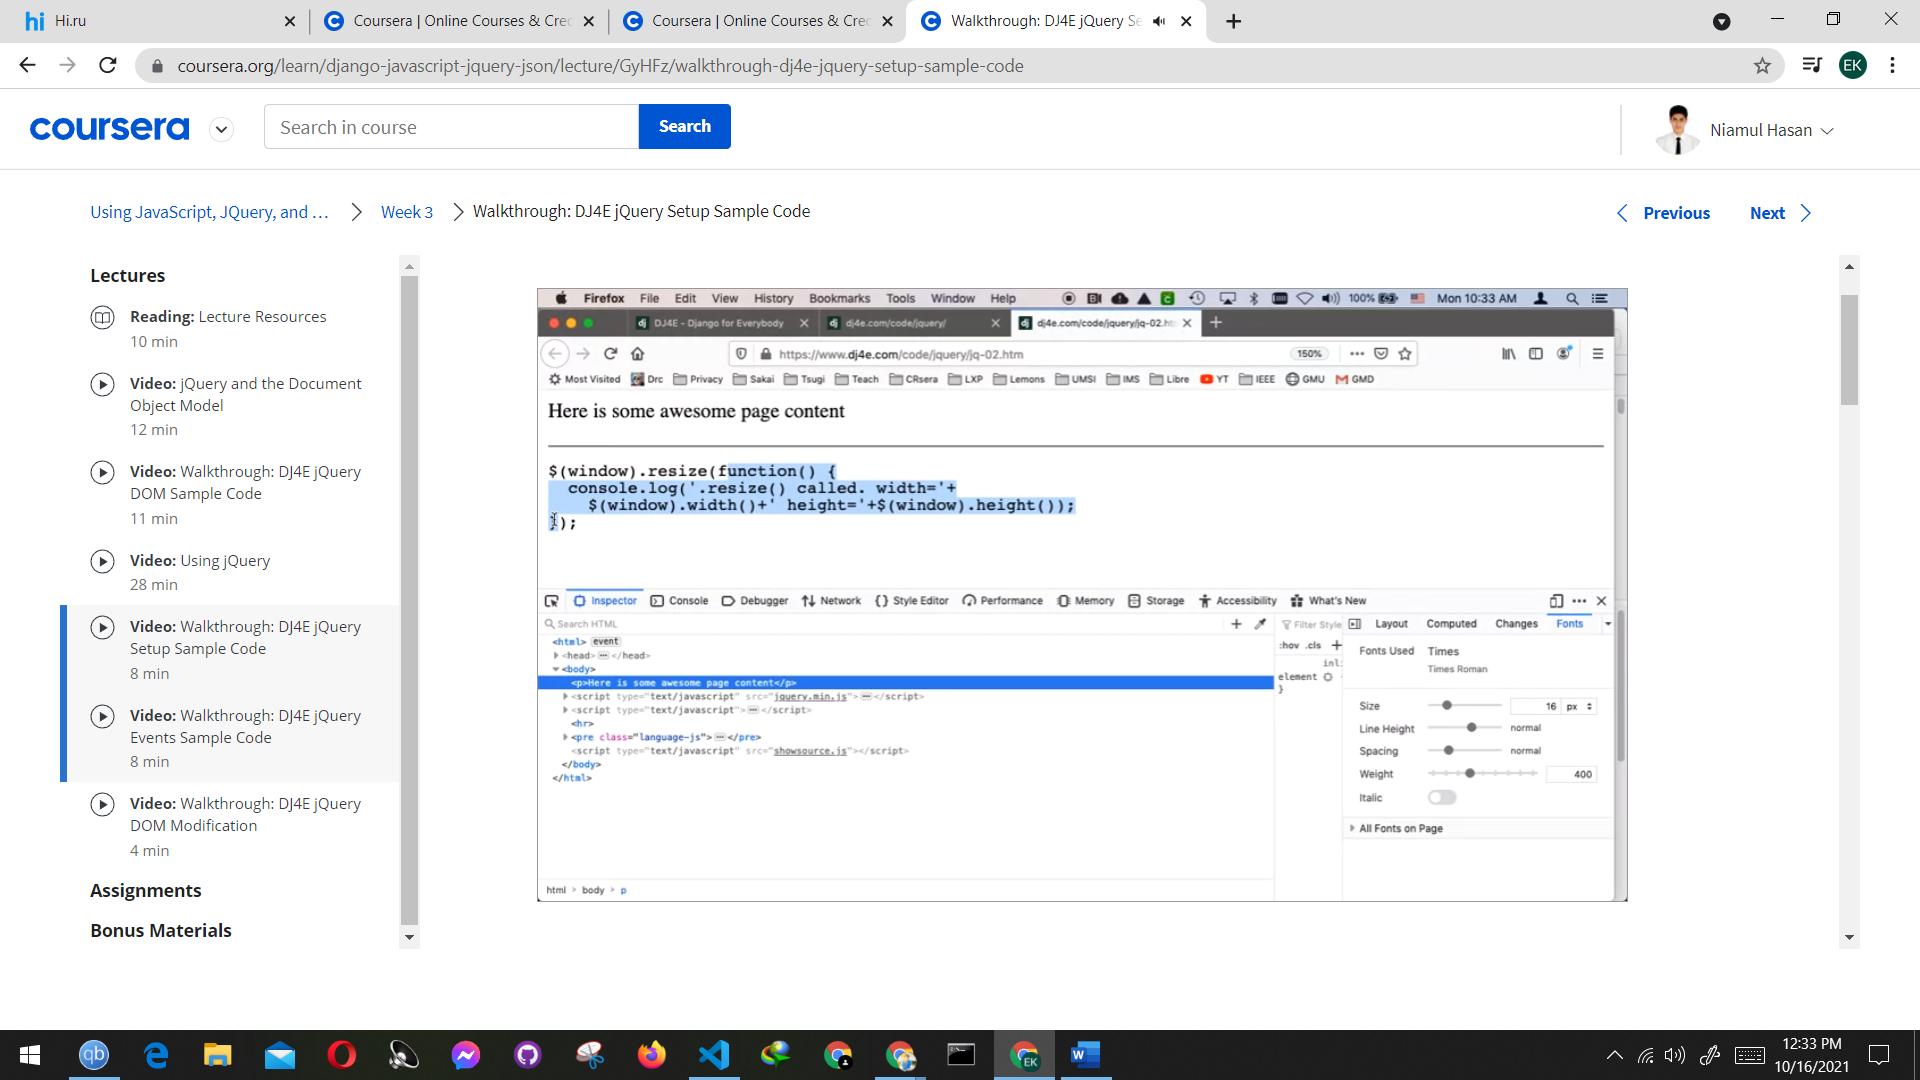 Hi.ru
Coursera | Online Courses & Cred
Coursera | Online Courses & Cred
Walkthrough: DJ4E jQuery Se
coursera.org/learn/django-javascript-jquery-json/lecture/GyHFz/walkthrough-dj4e-jquery-setup-sample-code
EK
coursera
Search in course
Search
Niamul Hasan
Using JavaScript, JQuery, and ...
Week 3
Walkthrough: DJ4E jQuery Setup Sample Code
Previous
Next
Lectures
Reading: Lecture Resources
10 min
Video: jQuery and the Document
Object Model
12 min
Video: Walkthrough: DJ4E jQuery
DOM Sample Code
11 min
Video: Using jQuery
28 min
Video: Walkthrough: DJ4E jQuery
Setup Sample Code
8 min
Video: Walkthrough: DJ4E jQuery
Events Sample Code
8 min
Video: Walkthrough: DJ4E jQuery
DOM Modification
4 min
Assignments
Bonus Materials
Firefox File Edit View History Bookmarks Tools Window Help 100% Mon 10:33 AM
dj DJ4E - Django for Everybody
dj dj4e.com/code/jquery/
dj dj4e.com/code/jquery/jq-02.ht
https://www.dj4e.com/code/jquery/jq-02.htm 150%
Most Visited Drc Privacy Sakai Tsugi Teach CRsera LXP Lemons UMSI IMS Libre YT IEEE GMU GMD
Here is some awesome page content
$(window).resize(function() {
console.log('.resize() called. width='+
$(window).width()+' height='+$(window).height());
});
Inspector Console Debugger Network Style Editor Performance Memory Storage Accessibility What's New
Search HTML
Filter Style
Layout Computed Changes Fonts
<html> event
<head> </head>
<body>
<p>Here is some awesome page content</p>
<script type="text/javascript" src="jquery.min.js"> </script>
<script type="text/javascript"> </script>
<hr>
<pre class="language-js"> </pre>
<script type="text/javascript" src="showsource.js"></script>
</body>
</html>
:hov .cls +
inl:
element
}
Fonts Used Times
Times Roman
Size 16 px
Line Height normal
Spacing normal
Weight 400
Italic
All Fonts on Page
html > body > p
qb
EK
W
12:33 PM
10/16/2021